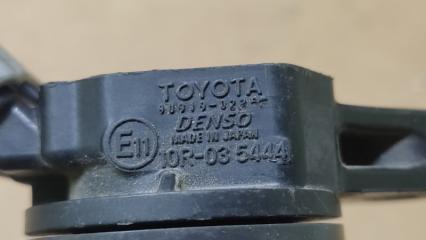 TOYOTA
DENSO
MADE IN JAPAN
E11
10R-03 5444